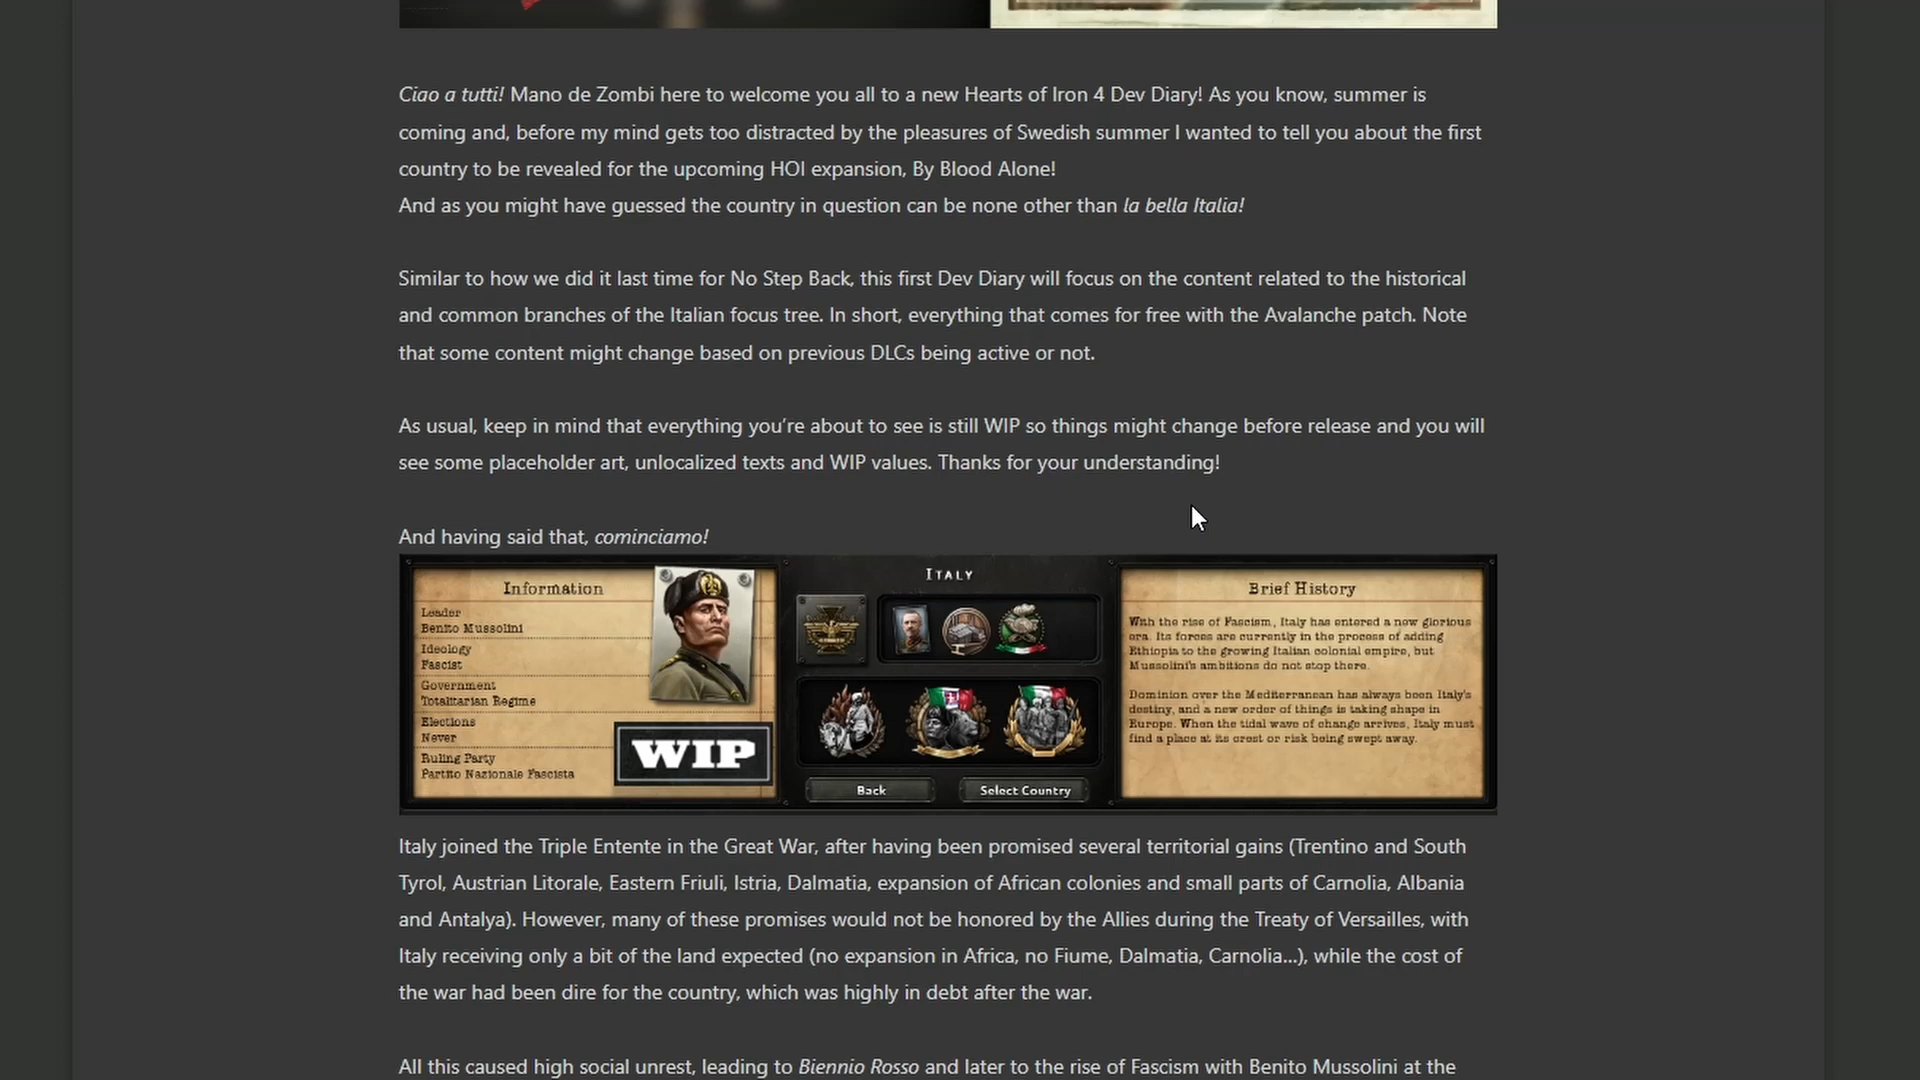 Ciao a tutti! Mano de Zombi here to welcome you all to a new Hearts of Iron 4 Dev Diary! As you know, summer is
coming and, before my mind gets too distracted by the pleasures of Swedish summer I wanted to tell you about the first
country to be revealed for the upcoming HOI expansion, By Blood Alone!
And as you might have guessed the country in question can be none other than la bella Italia!
Similar to how we did it last time for No Step Back, this first Dev Diary will focus on the content related to the historical
and common branches of the Italian focus tree. In short, everything that comes for free with the Avalanche patch. Note
that some content might change based on previous DLCs being active or not.
As usual, keep in mind that everything you’re about to see is still WIP so things might change before release and you will
see some placeholder art, unlocalized texts and WIP values. Thanks for your understanding!
And having said that, cominciamo!
Information
Leader
Benito Mussolini
Ideology
Fascist
Government
Totalitarian Regime
Elections
Never
Ruling Party
Partito Nazionale Fascista
WIP
ITALY
Back
Select Country
Brief History
With the rise of Fascism, Italy has entered a new glorious
era. Its forces are currently in the process of adding
Ethiopia to the growing Italian colonial empire, but
Mussolini's ambitions do not stop there.
Dominion over the Mediterranean has always been Italy's
destiny, and a new order of things is taking shape in
Europe. When the tidal wave of change arrives, Italy must
find a place at its crest or risk being swept away.
Italy joined the Triple Entente in the Great War, after having been promised several territorial gains (Trentino and South
Tyrol, Austrian Litorale, Eastern Friuli, Istria, Dalmatia, expansion of African colonies and small parts of Carnolia, Albania
and Antalya). However, many of these promises would not be honored by the Allies during the Treaty of Versailles, with
Italy receiving only a bit of the land expected (no expansion in Africa, no Fiume, Dalmatia, Carnolia...), while the cost of
the war had been dire for the country, which was highly in debt after the war.
All this caused high social unrest, leading to Biennio Rosso and later to the rise of Fascism with Benito Mussolini at the